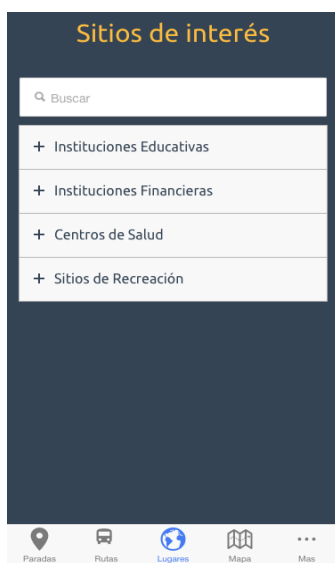 Sitios de interés
Buscar
+ Instituciones Educativas
+ Instituciones Financieras
+ Centros de Salud
+ Sitios de Recreación
Paradas Rutas Lugares Mapa Mas